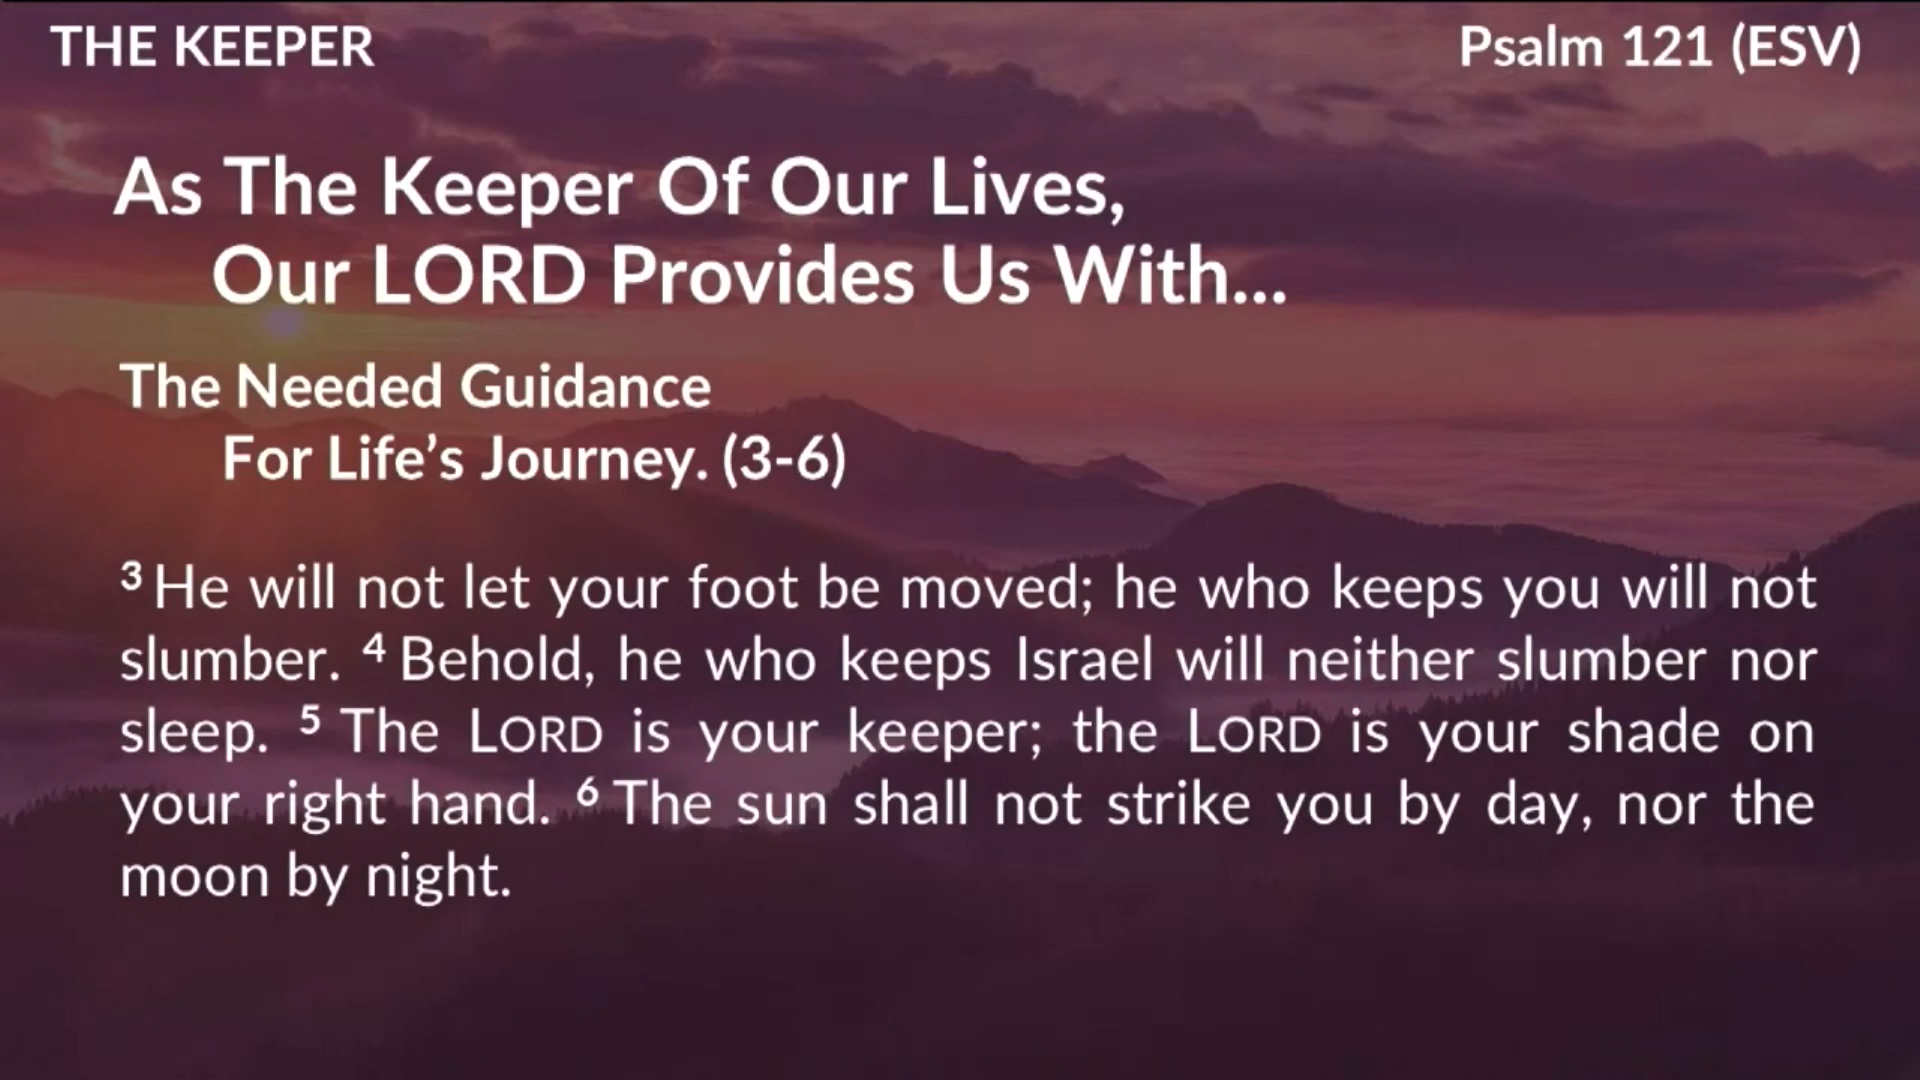 THE KEEPER
Psalm 121 (ESV)
As The Keeper Of Our Lives,
Our LORD Provides Us With...
The Needed Guidance
For Life’s Journey. (3-6)
³ He will not let your foot be moved; he who keeps you will not
slumber. ⁴ Behold, he who keeps Israel will neither slumber nor
sleep. ⁵ The LORD is your keeper; the LORD is your shade on
your right hand. ⁶ The sun shall not strike you by day, nor the
moon by night.